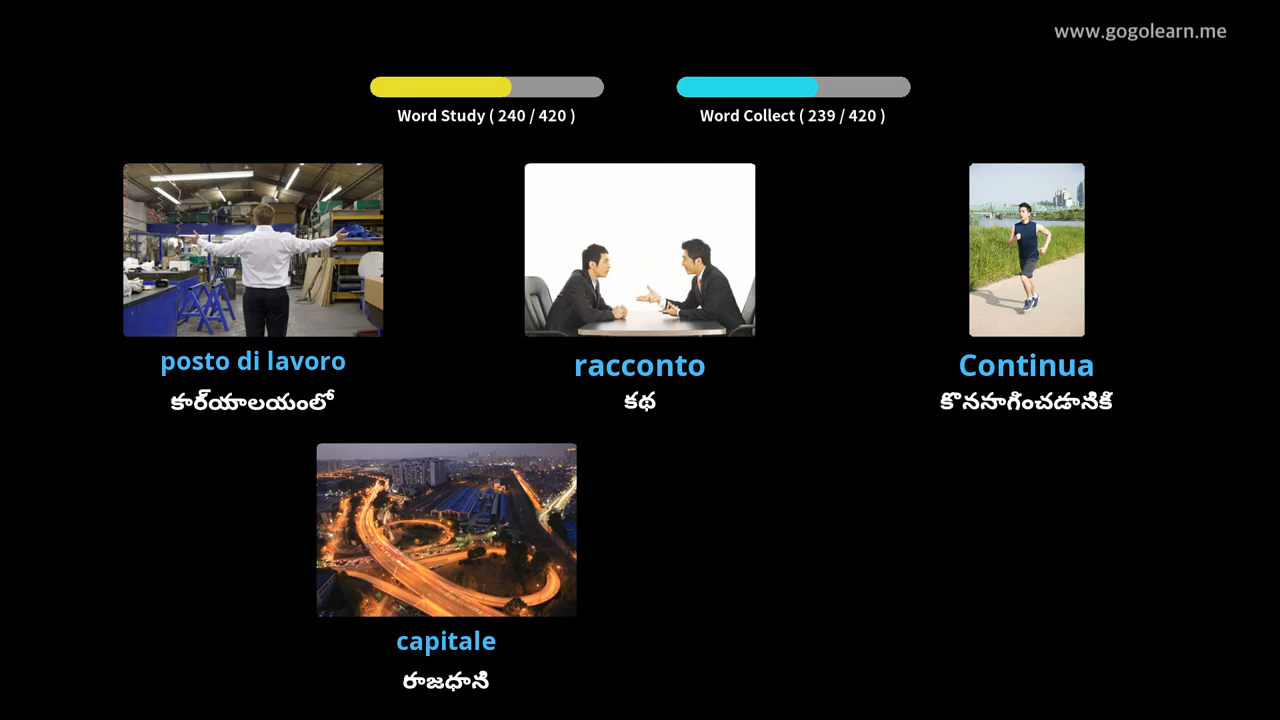 www.gogolearn.me
Word Study ( 240 / 420 )
Word Collect ( 239 / 420 )
posto di lavoro
కార్యాలయంలో
racconto
కథ
Continua
కొనసాగించడానికి
capitale
రాజధాని